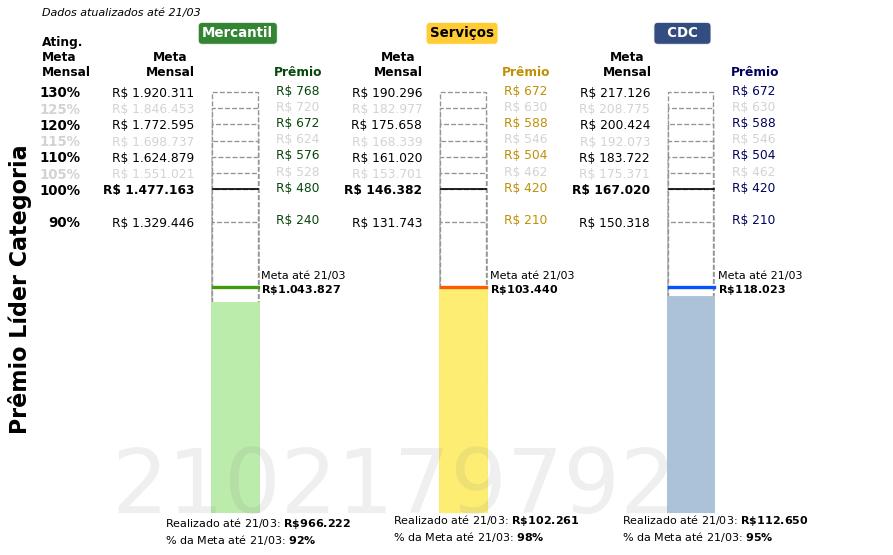 Dados atualizados até 21/03
Mercantil Serviços CDC
Ating.
Meta Meta Meta Meta
Mensal Mensal Prêmio Mensal Prêmio Mensal Prêmio
130% R$ 1.920.311 R$ 768 R$ 190.296 R$ 672 R$ 217.126 R$ 672
125% R$ 1.846.453 R$ 720 R$ 182.977 R$ 630 R$ 208.775 R$ 630
120% R$ 1.772.595 R$ 672 R$ 175.658 R$ 588 R$ 200.424 R$ 588
115% R$ 1.698.737 R$ 624 R$ 168.339 R$ 546 R$ 192.073 R$ 546
110% R$ 1.624.879 R$ 576 R$ 161.020 R$ 504 R$ 183.722 R$ 504
105% R$ 1.551.021 R$ 528 R$ 153.701 R$ 462 R$ 175.371 R$ 462
100% R$ 1.477.163 R$ 480 R$ 146.382 R$ 420 R$ 167.020 R$ 420
90% R$ 1.329.446 R$ 240 R$ 131.743 R$ 210 R$ 150.318 R$ 210
Meta até 21/03 Meta até 21/03 Meta até 21/03
R$1.043.827 R$103.440 R$118.023
Prêmio Líder Categoria
2102179792
Realizado até 21/03: R$966.222 Realizado até 21/03: R$102.261 Realizado até 21/03: R$112.650
% da Meta até 21/03: 92% % da Meta até 21/03: 98% % da Meta até 21/03: 95%